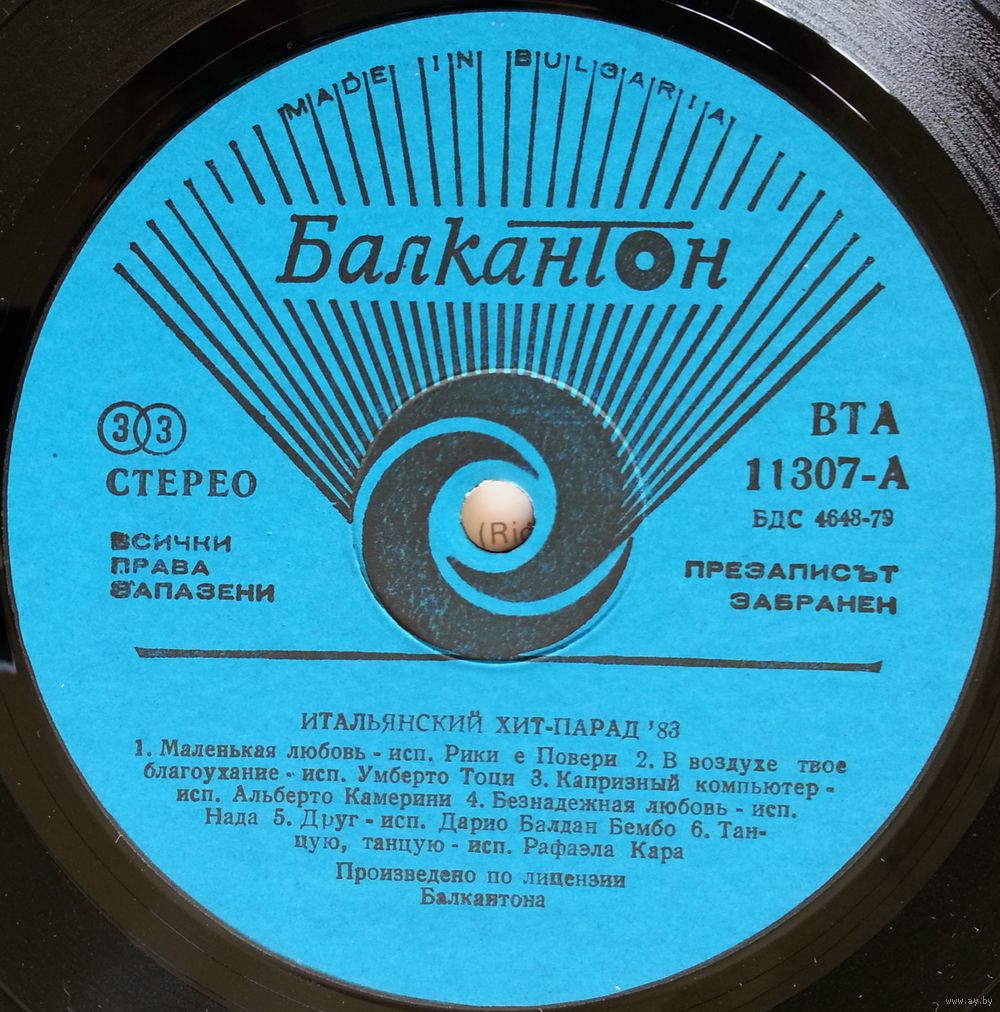 MADE IN BULGARIA
Балкантон
33
СТЕРЕО
ВСИЧКИ
ПРАВА
ЗАПАЗЕНИ
ВТА
11307-А
БДС 4648-79
ПРЕЗАПИСЪТ
ЗАБРАНЕН
ИТАЛЬЯНСКИЙ ХИТ-ПАРАД '83
1. Маленькая любовь - исп. Рики е Повери 2. В воздухе твое
благоухание - исп. Умберто Тоци 3. Капризный компьютер -
исп. Альберто Камерини 4. Безнадежная любовь - исп.
Нада 5. Друг - исп. Дарио Балдан Бембо 6. Тан-
цую, танцую - исп. Рафаэла Кара
Произведено по лицензии
Балкантона
www.ay.by